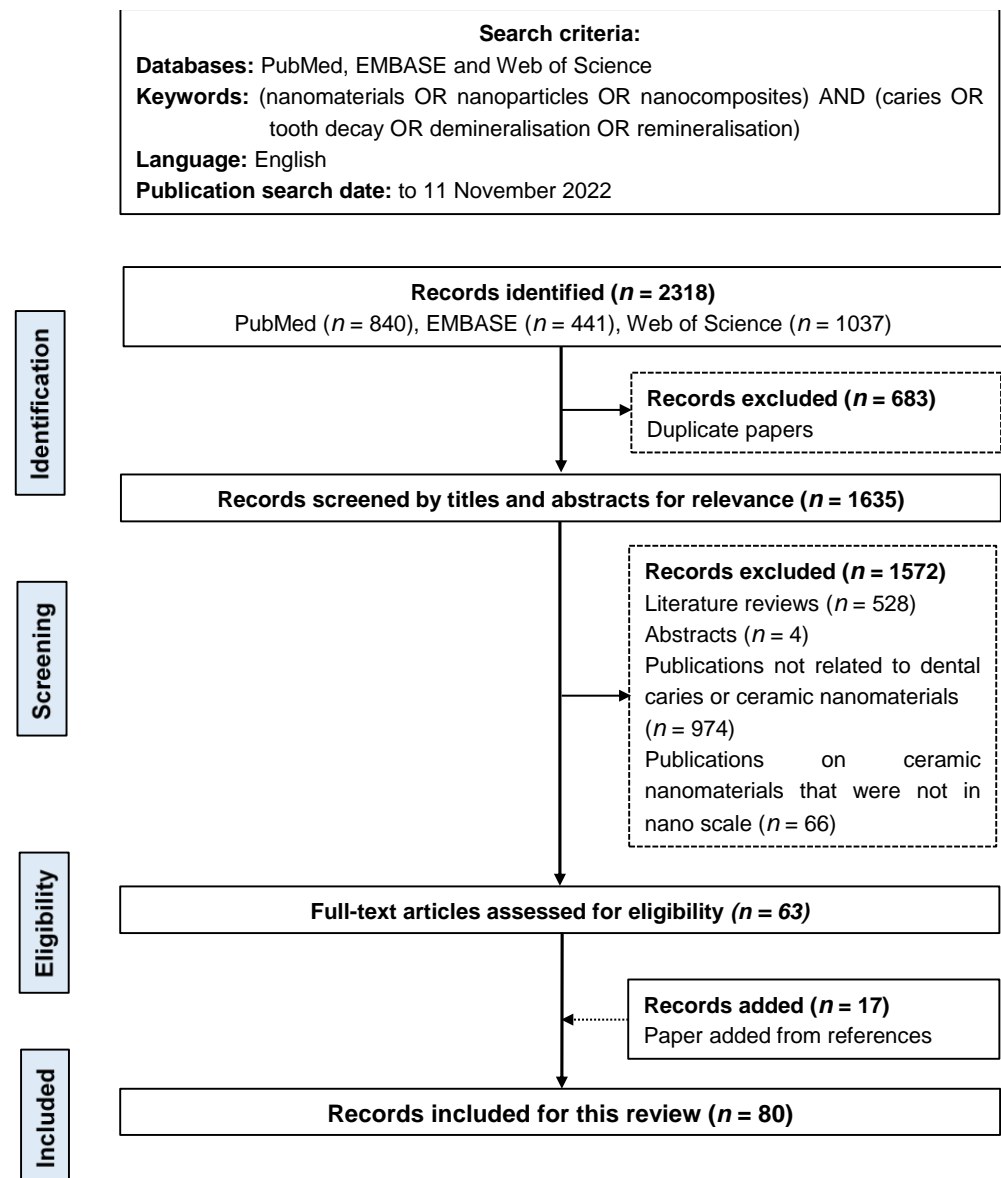 Search criteria:
Databases: PubMed, EMBASE and Web of Science
Keywords: (nanomaterials OR nanoparticles OR nanocomposites) AND (caries OR
tooth decay OR demineralisation OR remineralisation)
Language: English
Publication search date: to 11 November 2022
Identification
Records identified (n = 2318)
PubMed (n = 840), EMBASE (n = 441), Web of Science (n = 1037)
Records excluded (n = 683)
Duplicate papers
Records screened by titles and abstracts for relevance (n = 1635)
Screening
Records excluded (n = 1572)
Literature reviews (n = 528)
Abstracts (n = 4)
Publications not related to dental
caries or ceramic nanomaterials
(n = 974)
Publications on ceramic
nanomaterials that were not in
nano scale (n = 66)
Eligibility
Full-text articles assessed for eligibility (n = 63)
Records added (n = 17)
Paper added from references
Included
Records included for this review (n = 80)